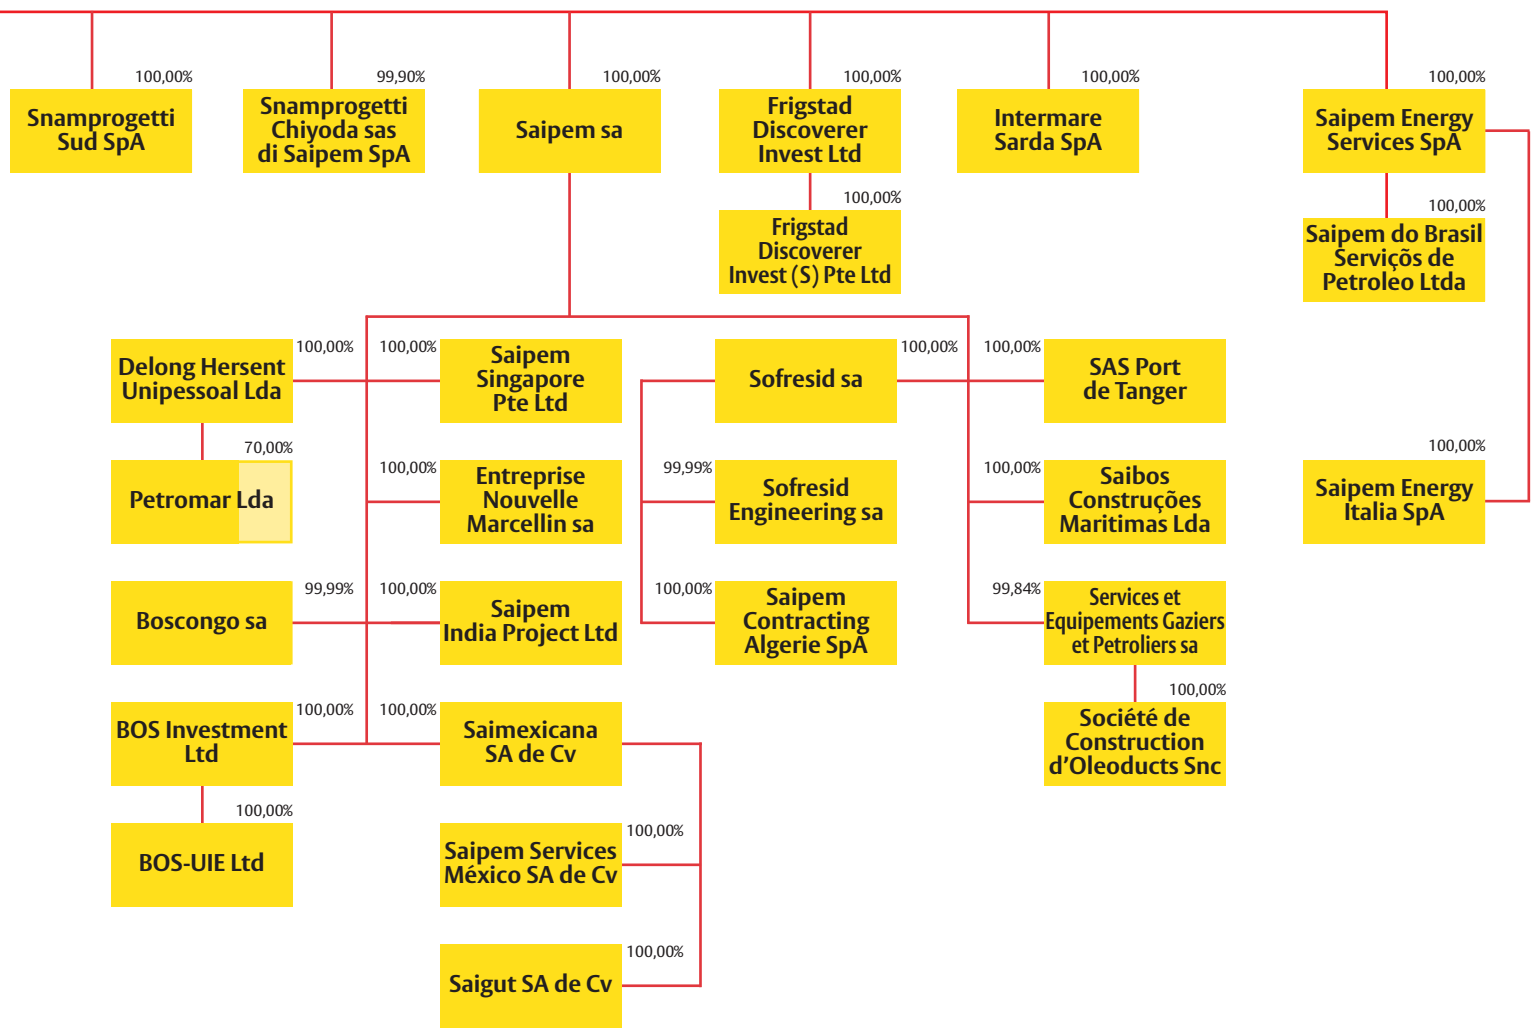 100,00%
Snamprogetti
Sud SpA
99,90%
Snamprogetti
Chiyoda sas
di Saipem SpA
100,00%
Saipem sa
100,00%
Frigstad
Discoverer
Invest Ltd
100,00%
Intermare
Sarda SpA
100,00%
Saipem Energy
Services SpA
100,00%
Frigstad
Discoverer
Invest (S) Pte Ltd
100,00%
Saipem do Brasil
Serviçõs de
Petroleo Ltda
100,00%
Delong Hersent
Unipessoal Lda
100,00%
Saipem
Singapore
Pte Ltd
100,00%
Sofresid sa
100,00%
SAS Port
de Tanger
70,00%
Petromar Lda
100,00%
Entreprise
Nouvelle
Marcellin sa
99,99%
Sofresid
Engineering sa
100,00%
Saibos
Construções
Maritimas Lda
100,00%
Saipem Energy
Italia SpA
99,99%
Boscongo sa
100,00%
Saipem
India Project Ltd
100,00%
Saipem
Contracting
Algerie SpA
99,84%
Services et
Equipements Gaziers
et Petroliers sa
100,00%
BOS Investment
Ltd
100,00%
Saimexicana
SA de Cv
100,00%
Société de
Construction
d'Oleoducts Snc
100,00%
BOS-UIE Ltd
100,00%
Saipem Services
México SA de Cv
100,00%
Saigut SA de Cv